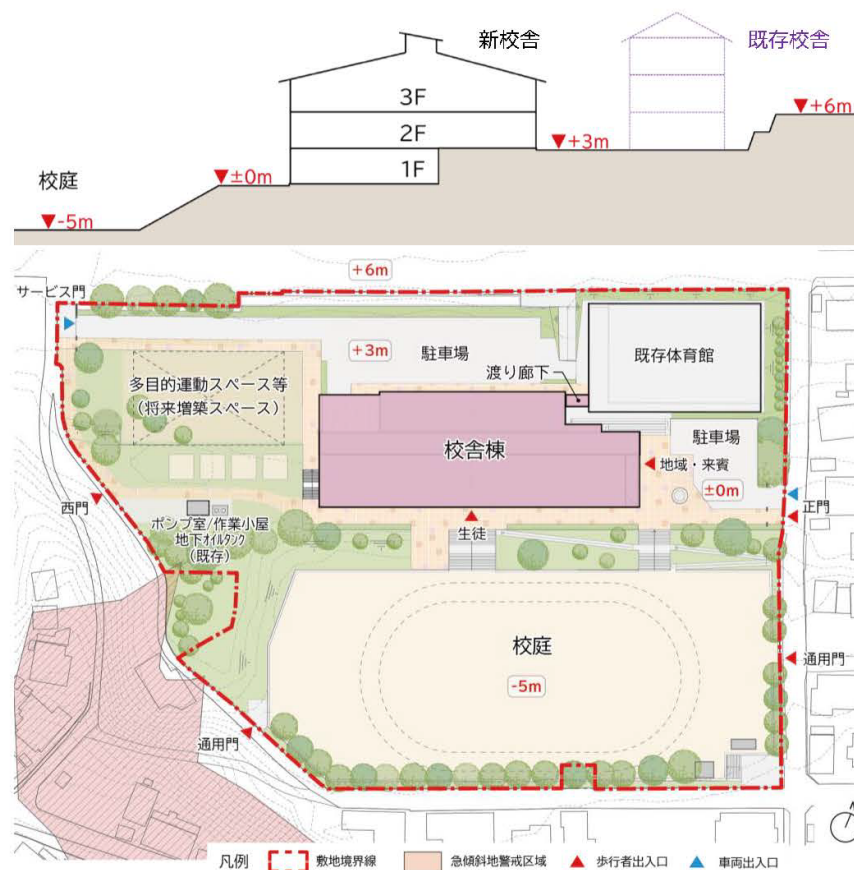 新校舎
既存校舎
3F
2F
1F
▼+6m
▼+3m
▼±0m
校庭
▼-5m
+6m
サービス門
+3m
駐車場
既存体育館
渡り廊下
多目的運動スペース等
(将来増築スペース)
校舎棟
駐車場
地域・来賓
±0m
西門
正門
ポンプ室/作業小屋
地下オイルタンク
(既存)
生徒
校庭
-5m
通用門
通用門
凡例
敷地境界線
急傾斜地警戒区域
歩行者出入口
車両出入口